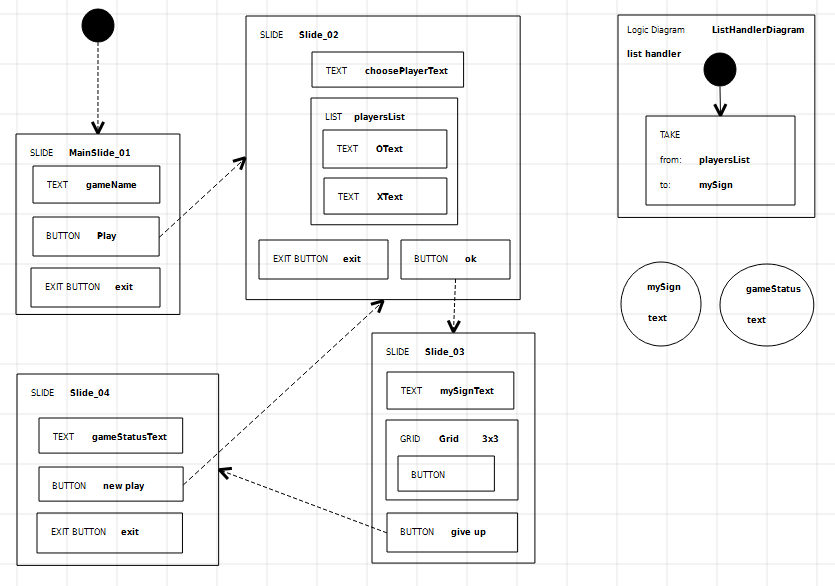 SLIDE MainSlide_01
TEXT gameName
BUTTON Play
EXIT BUTTON exit
SLIDE Slide_02
TEXT choosePlayerText
LIST playersList
TEXT OText
TEXT XText
EXIT BUTTON exit
BUTTON ok
Logic Diagram ListHandlerDiagram
list handler
TAKE
from: playersList
to: mySign
mySign
text
gameStatus
text
SLIDE Slide_03
TEXT mySignText
GRID Grid 3x3
BUTTON
BUTTON give up
SLIDE Slide_04
TEXT gameStatusText
BUTTON new play
EXIT BUTTON exit